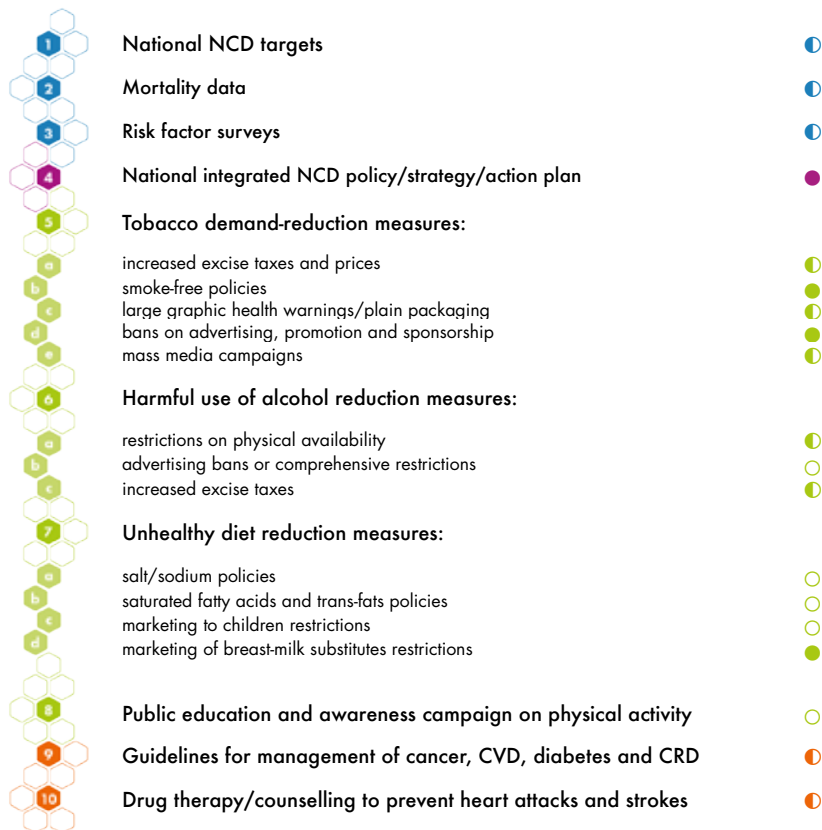 1 National NCD targets
2 Mortality data
3 Risk factor surveys
4 National integrated NCD policy/strategy/action plan
5 Tobacco demand-reduction measures:
a increased excise taxes and prices
b smoke-free policies
c large graphic health warnings/plain packaging
d bans on advertising, promotion and sponsorship
e mass media campaigns
6 Harmful use of alcohol reduction measures:
a restrictions on physical availability
b advertising bans or comprehensive restrictions
c increased excise taxes
7 Unhealthy diet reduction measures:
a salt/sodium policies
b saturated fatty acids and trans-fats policies
c marketing to children restrictions
d marketing of breast-milk substitutes restrictions
8 Public education and awareness campaign on physical activity
9 Guidelines for management of cancer, CVD, diabetes and CRD
10 Drug therapy/counselling to prevent heart attacks and strokes